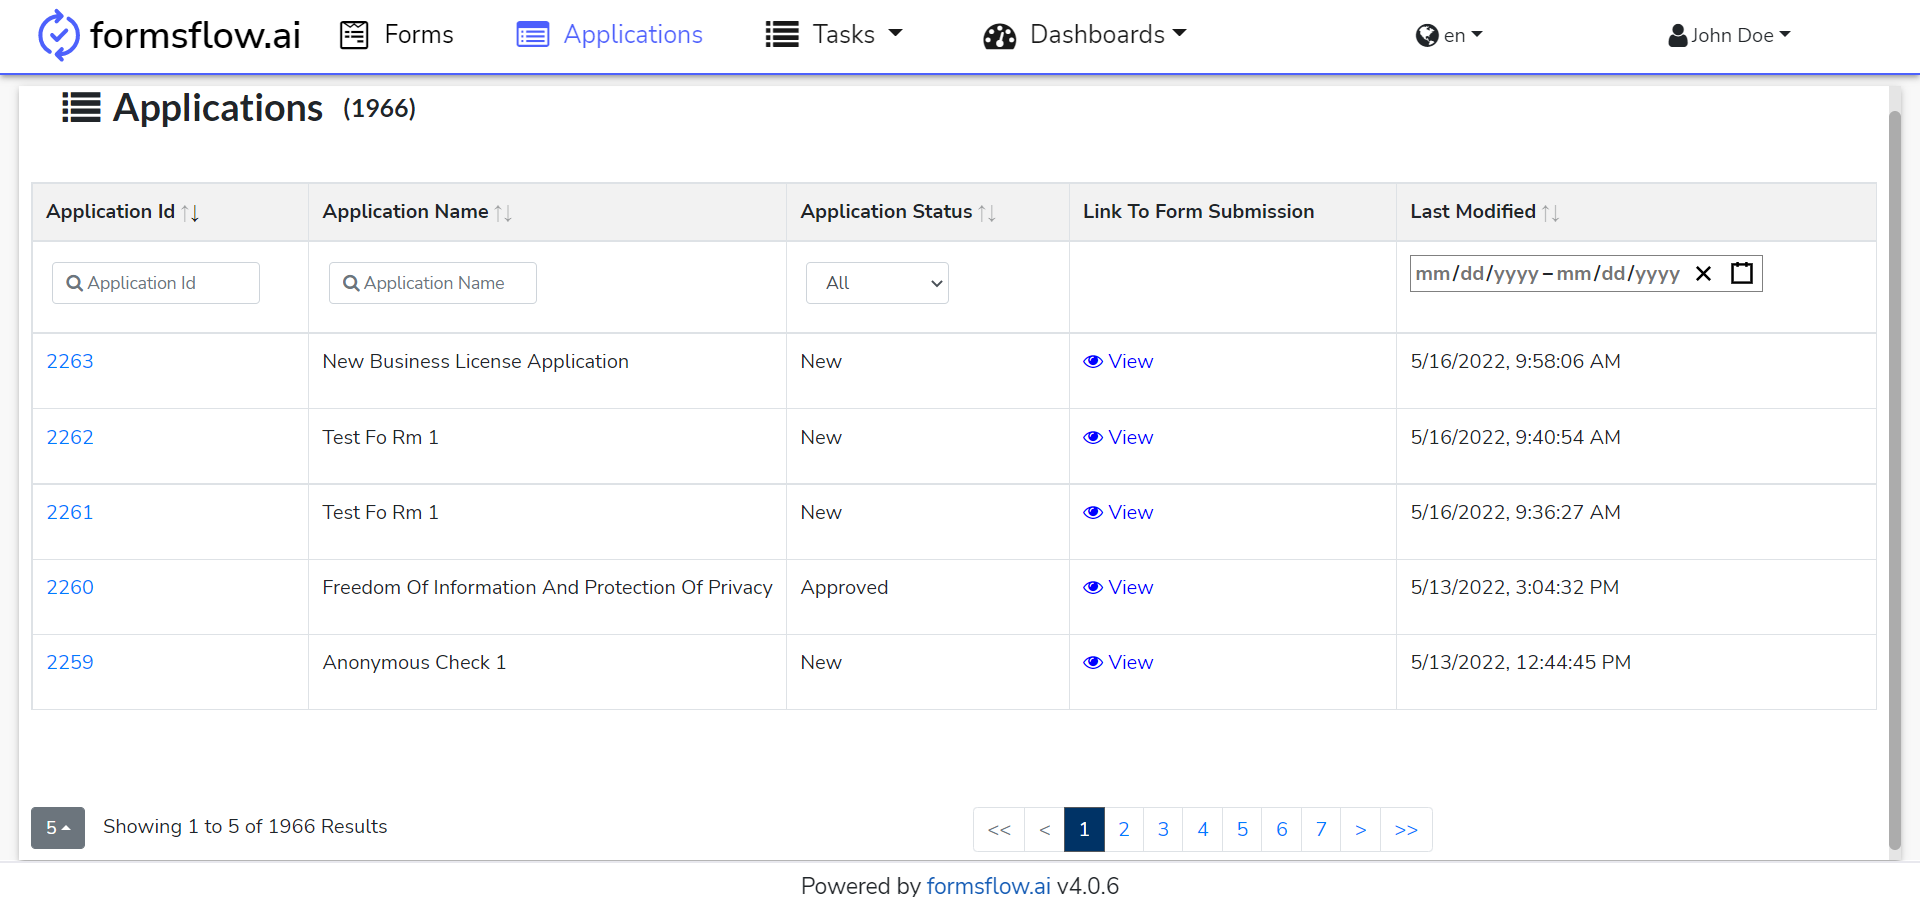 formsflow.ai Forms Applications Tasks Dashboards en John Doe
Applications (1966)
Application Id Application Name Application Status Link To Form Submission Last Modified
Application Id Application Name All mm/dd/yyyy – mm/dd/yyyy
2263 New Business License Application New View 5/16/2022, 9:58:06 AM
2262 Test Fo Rm 1 New View 5/16/2022, 9:40:54 AM
2261 Test Fo Rm 1 New View 5/16/2022, 9:36:27 AM
2260 Freedom Of Information And Protection Of Privacy Approved View 5/13/2022, 3:04:32 PM
2259 Anonymous Check 1 New View 5/13/2022, 12:44:45 PM
5 Showing 1 to 5 of 1966 Results << < 1 2 3 4 5 6 7 > >>
Powered by formsflow.ai v4.0.6